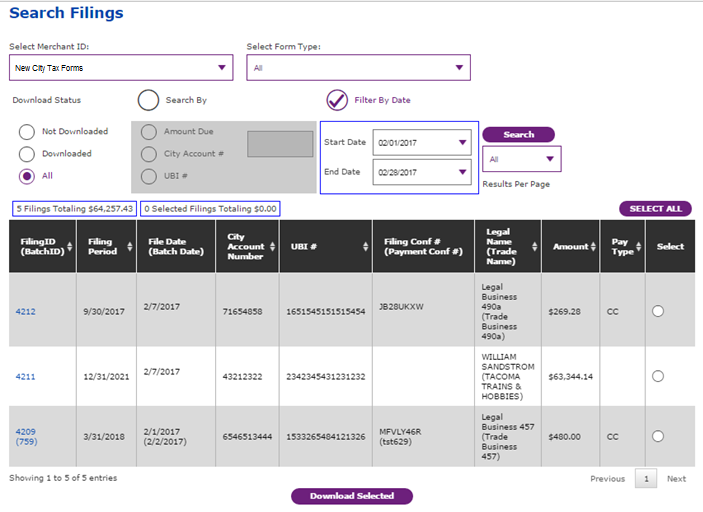 Search Filings
Select Merchant ID: Select Form Type:
New City Tax Forms All
Download Status Search By Filter By Date
Not Downloaded Amount Due
Downloaded City Account #
All UBI #
Start Date 02/01/2017
End Date 02/28/2017
Search
All
Results Per Page
5 Filings Totaling $64,257.43 0 Selected Filings Totaling $0.00 SELECT ALL
FilingID
(BatchID)
Filing
Period
File Date
(Batch Date)
City
Account
Number
UBI #
Filing Conf #
(Payment Conf #)
Legal
Name
(Trade
Name)
Amount
Pay
Type
Select
4212
9/30/2017
2/7/2017
71654858
1651545151515454
JB28UKXW
Legal
Business
490a
(Trade
Business
490a)
$269.28
CC
4211
12/31/2021
2/7/2017
43212322
2342345431231232
WILLIAM
SANDSTROM
(TACOMA
TRAINS &
HOBBIES)
$63,344.14
4209
(759)
3/31/2018
2/1/2017
(2/2/2017)
6546513444
1533265484121326
MFVLY46R
(tst629)
Legal
Business 457
(Trade
Business
457)
$480.00
CC
Showing 1 to 5 of 5 entries Previous 1 Next
Download Selected